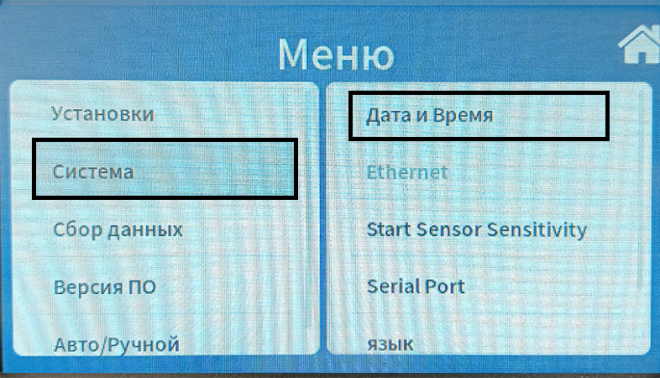 Меню
Установки
Система
Сбор данных
Версия ПО
Авто/Ручной
Дата и Время
Ethernet
Start Sensor Sensitivity
Serial Port
язык